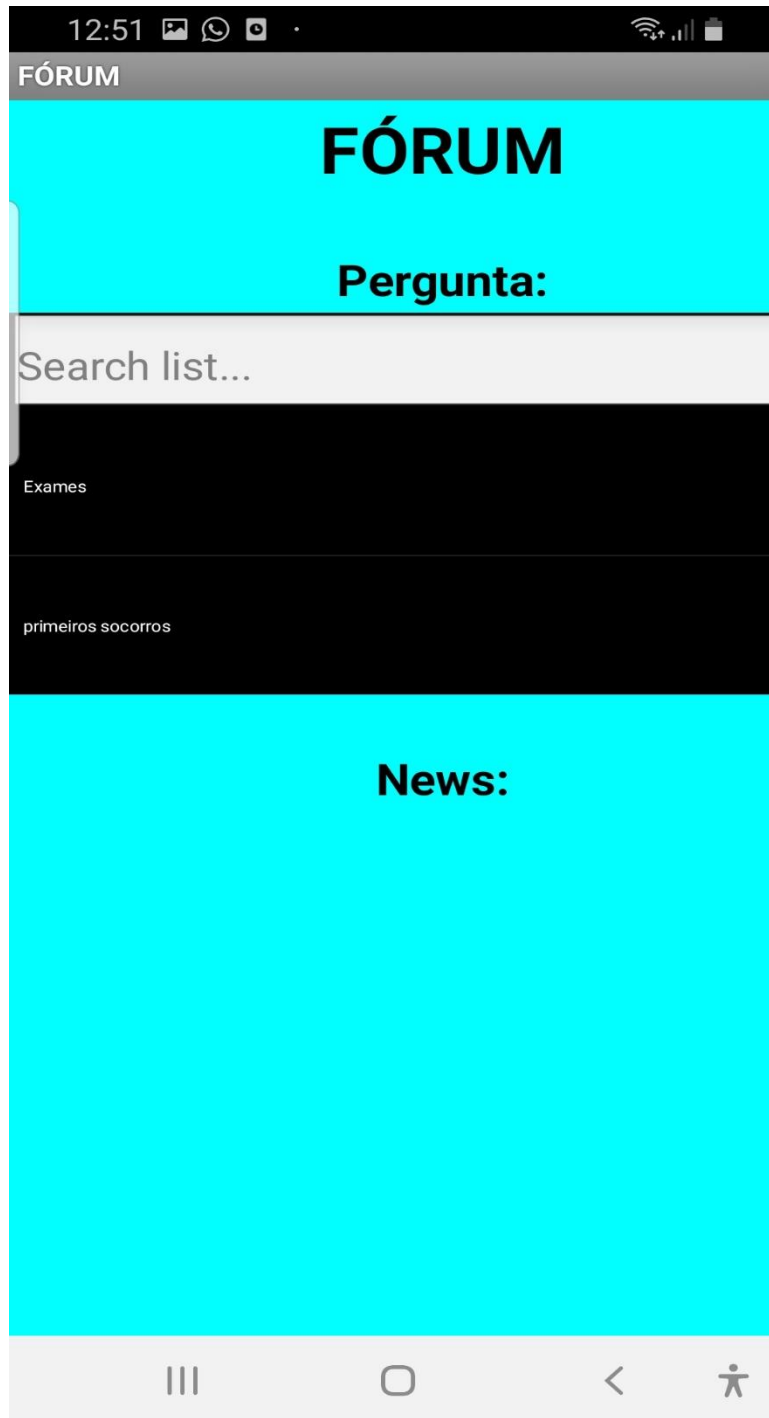 12:51
FÓRUM
FÓRUM
Pergunta:
Search list...
Exames
primeiros socorros
News: